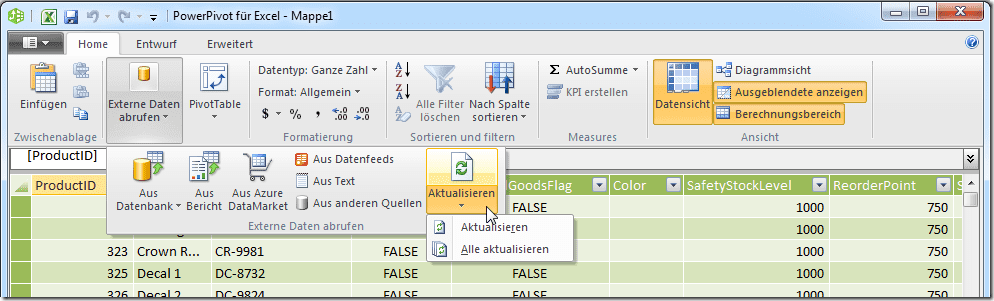 PowerPivot für Excel - Mappe1
Home Entwurf Erweitert
Einfügen
Zwischenablage
Externe Daten
abrufen
PivotTable
Datentyp: Ganze Zahl
Format: Allgemein
$ % , ,00 ,00
Formatierung
Alle Filter
löschen
Nach Spalte
sortieren
Sortieren und filtern
Σ AutoSumme
KPI erstellen
Measures
Datensicht
Diagrammsicht
Ausgeblendete anzeigen
Berechnungsbereich
Ansicht
[ProductID]
Aus
Datenbank
Aus
Bericht
Aus Azure
DataMarket
Aus Datenfeeds
Aus Text
Aus anderen Quellen
Aktualisieren
Externe Daten abrufen
Aktualisieren
Alle aktualisieren
ProductID GoodsFlag Color SafetyStockLevel ReorderPoint S
FALSE 1000 750
1000 750
323 Crown R... CR-9981 FALSE 1000 750
325 Decal 1 DC-8732 FALSE FALSE 1000 750
326 Decal 2 DC-9824 FALSE FALSE 1000 750